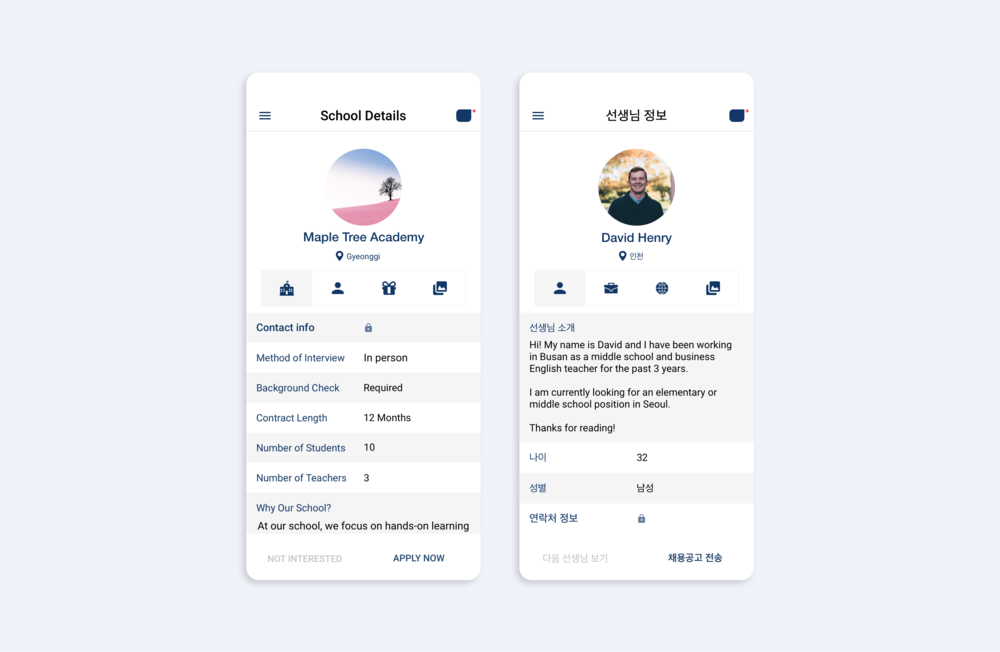 School Details
Maple Tree Academy
Gyeonggi
Contact info
Method of Interview In person
Background Check Required
Contract Length 12 Months
Number of Students 10
Number of Teachers 3
Why Our School?
At our school, we focus on hands-on learning
NOT INTERESTED APPLY NOW
선생님 정보
David Henry
인천
선생님 소개
Hi! My name is David and I have been working
in Busan as a middle school and business
English teacher for the past 3 years.
I am currently looking for an elementary or
middle school position in Seoul.
Thanks for reading!
나이 32
성별 남성
연락처 정보
다음 선생님 보기 채용공고 전송